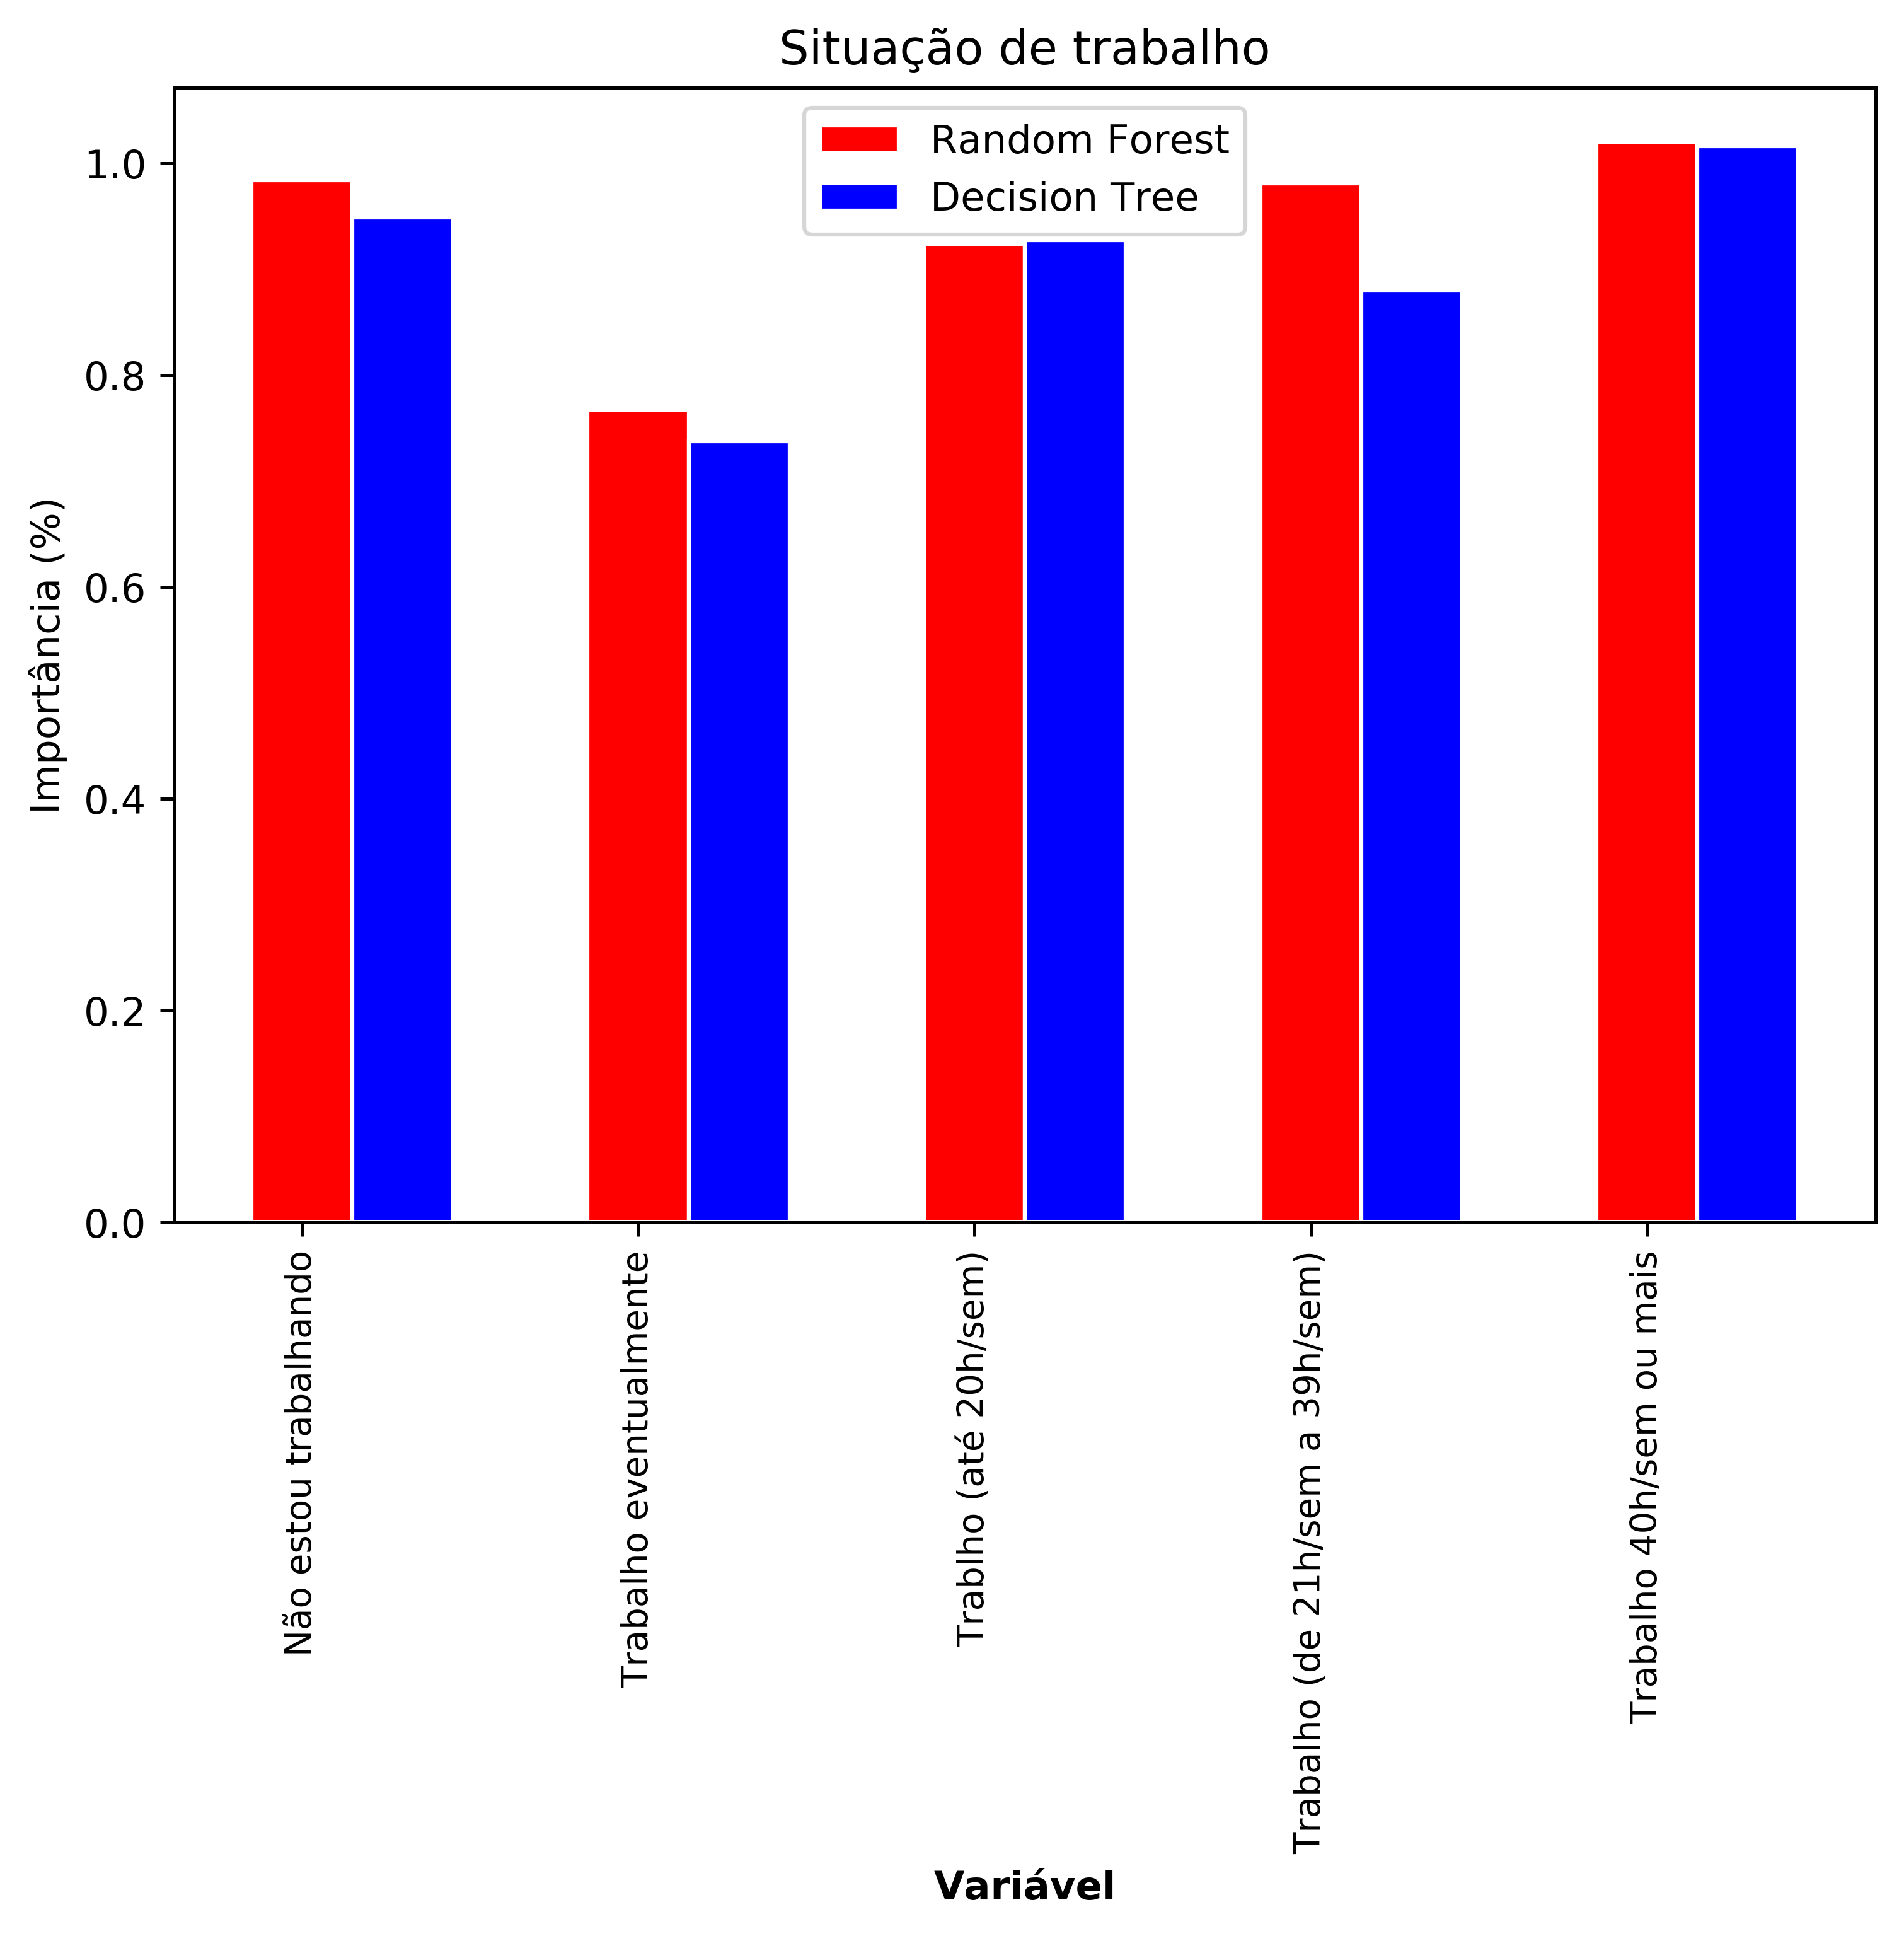 Situação de trabalho
Random Forest
Decision Tree
Importância (%)
1.0
0.8
0.6
0.4
0.2
0.0
Não estou trabalhando
Trabalho eventualmente
Trablho (até 20h/sem)
Trabalho (de 21h/sem a 39h/sem)
Trabalho 40h/sem ou mais
Variável